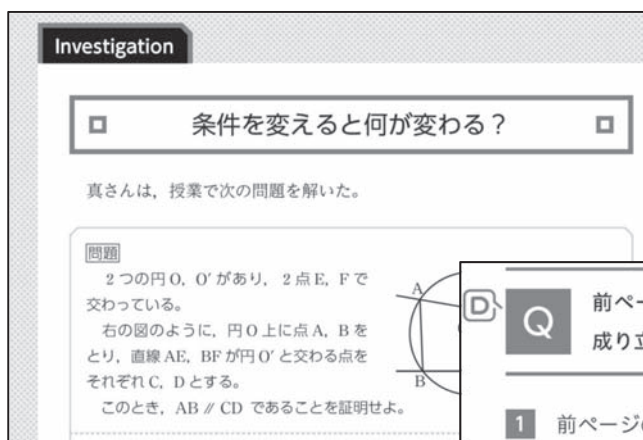 Investigation
条件を変えると何が変わる？
真さんは，授業で次の問題を解いた。
問題
2つの円O，O′があり，2点E，Fで
交わっている。
右の図のように，円O上に点A，Bを
とり，直線AE，BFが円O′と交わる点を
それぞれC，Dとする。
このとき，AB // CD であることを証明せよ。
A
B
D
Q
前ペー
成り立
1 前ページ